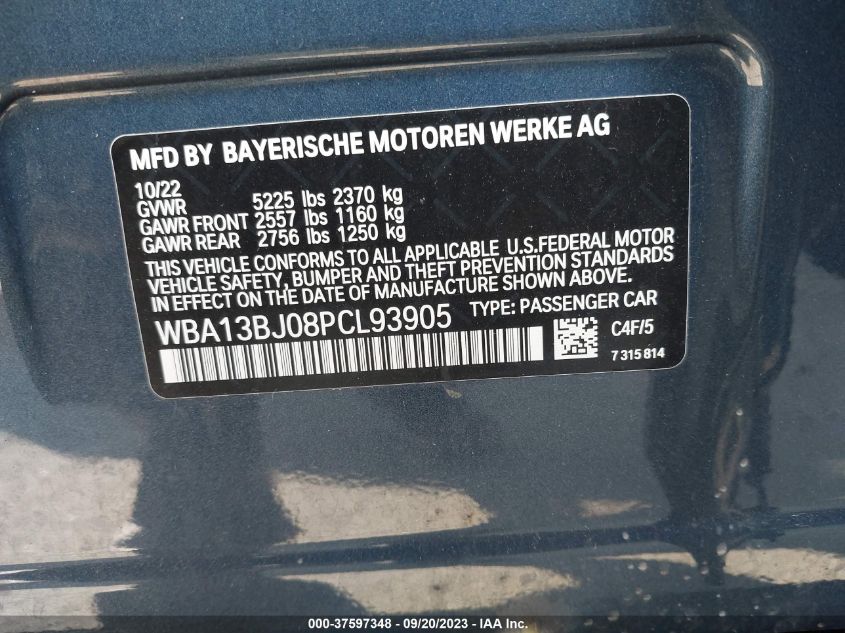 MFD BY BAYERISCHE MOTOREN WERKE AG
10/22
GVWR 5225 lbs 2370 kg
GAWR FRONT 2557 lbs 1160 kg
GAWR REAR 2756 lbs 1250 kg
THIS VEHICLE CONFORMS TO ALL APPLICABLE U.S.FEDERAL MOTOR
VEHICLE SAFETY, BUMPER AND THEFT PREVENTION STANDARDS
IN EFFECT ON THE DATE OF MANUFACTURE SHOWN ABOVE.
WBA13BJ08PCL93905 TYPE: PASSENGER CAR
C4F/5
7 315 814
000-37597348 - 09/20/2023 - IAA Inc.